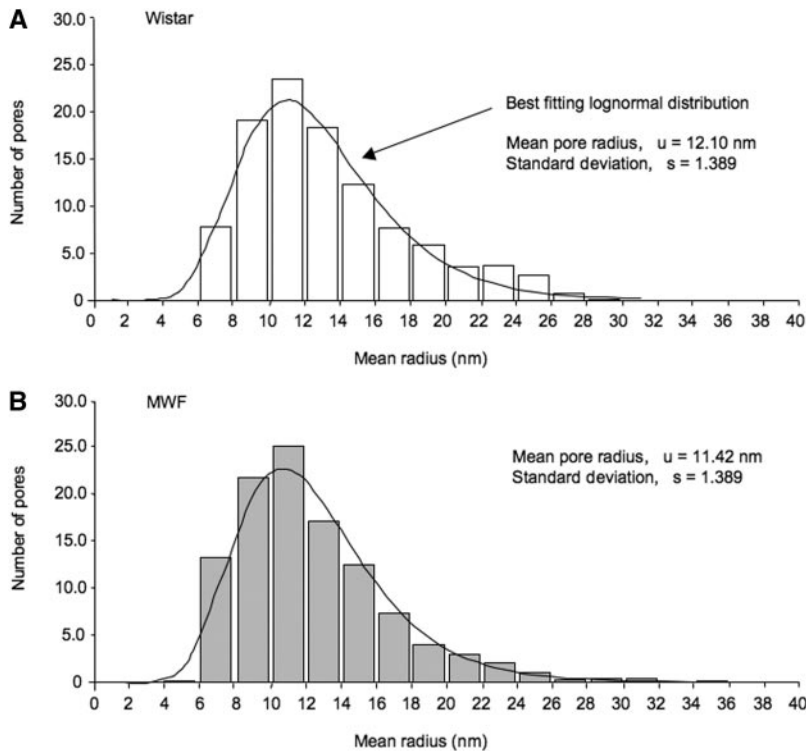 A
Wistar
30.0
25.0
20.0
15.0
10.0
5.0
0
Number of pores
Best fitting lognormal distribution
Mean pore radius, u = 12.10 nm
Standard deviation, s = 1.389
0 2 4 6 8 10 12 14 16 18 20 22 24 26 28 30 32 34 36 38 40
Mean radius (nm)
B
MWF
30.0
25.0
20.0
15.0
10.0
5.0
0
Number of pores
Mean pore radius, u = 11.42 nm
Standard deviation, s = 1.389
0 2 4 6 8 10 12 14 16 18 20 22 24 26 28 30 32 34 36 38 40
Mean radius (nm)